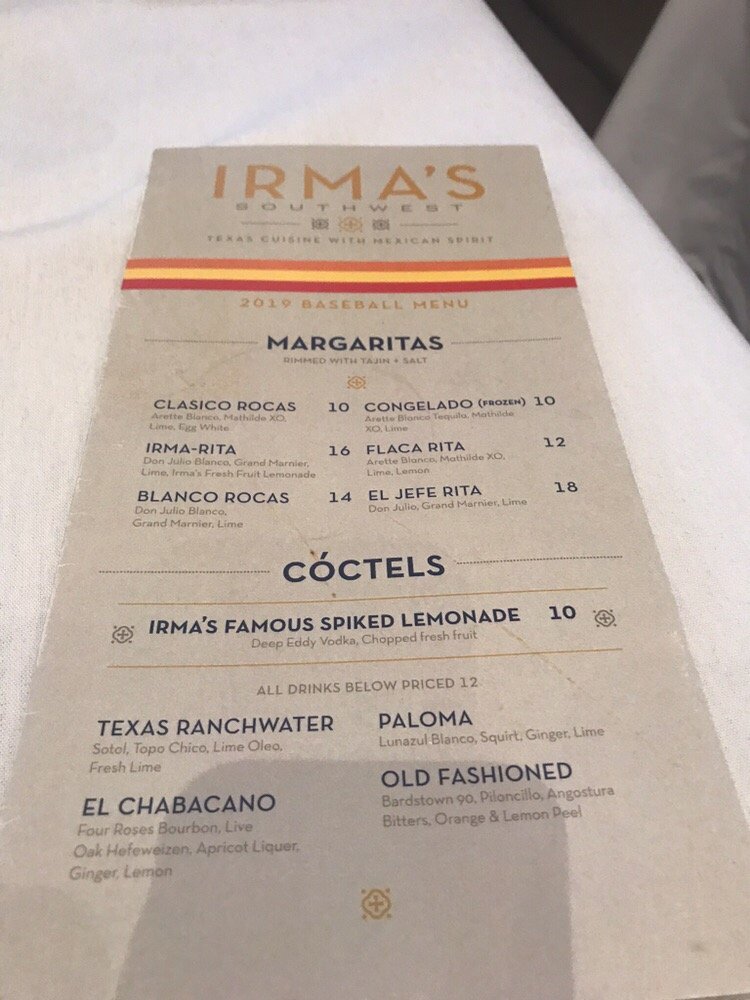 IRMA'S
SOUTHWEST
TEXAS CUISINE WITH MEXICAN SPIRIT
2019 BASEBALL MENU
MARGARITAS
RIMMED WITH TAJIN + SALT
CLASICO ROCAS 10
Arette Blanco, Mathilde XO,
Lime, Egg White
IRMA-RITA 16
Don Julio Blanco, Grand Marnier,
Lime, Irma's Fresh Fruit Lemonade
BLANCO ROCAS 14
Don Julio Blanco,
Grand Marnier, Lime
CONGELADO (FROZEN) 10
Arette Blanco Tequila, Mathilde
XO, Lime
FLACA RITA 12
Arette Blanco, Mathilde XO,
Lime, Lemon
EL JEFE RITA 18
Don Julio, Grand Marnier, Lime
CÓCTELS
IRMA'S FAMOUS SPIKED LEMONADE 10
Deep Eddy Vodka, Chopped fresh fruit
ALL DRINKS BELOW PRICED 12
TEXAS RANCHWATER
Sotol, Topo Chico, Lime Oleo,
Fresh Lime
EL CHABACANO
Four Roses Bourbon, Live
Oak Hefeweizen, Apricot Liquer,
Ginger, Lemon
PALOMA
Lunazul Blanco, Squirt, Ginger, Lime
OLD FASHIONED
Bardstown 90, Piloncillo, Angostura
Bitters, Orange & Lemon Peel